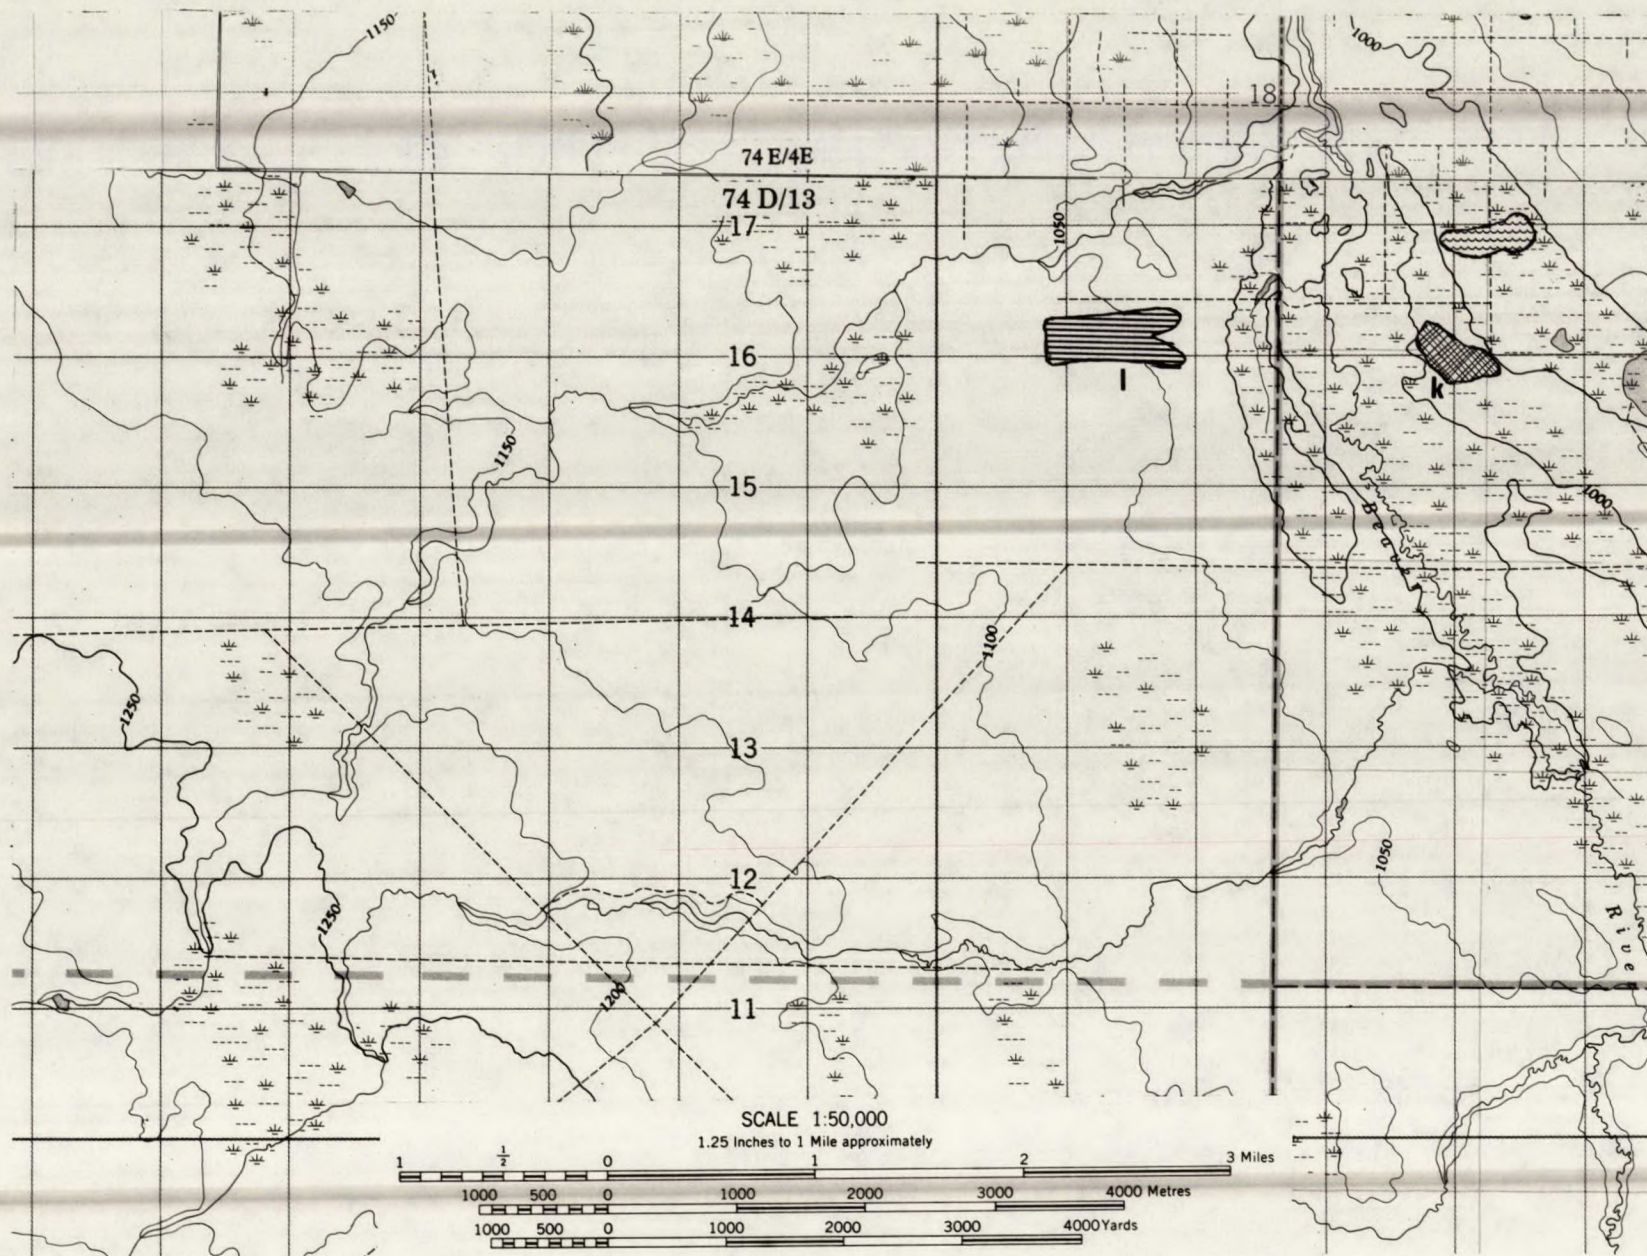 1150
1000
18
74 E/4E
74 D/13
17
1050
16
l
k
1150
15
1000
Beaver
14
1100
1250
13
12
1050
River
1250
1200
11
SCALE 1:50,000
1.25 Inches to 1 Mile approximately
1 ½ 0 1 2 3 Miles
1000 500 0 1000 2000 3000 4000 Metres
1000 500 0 1000 2000 3000 4000 Yards